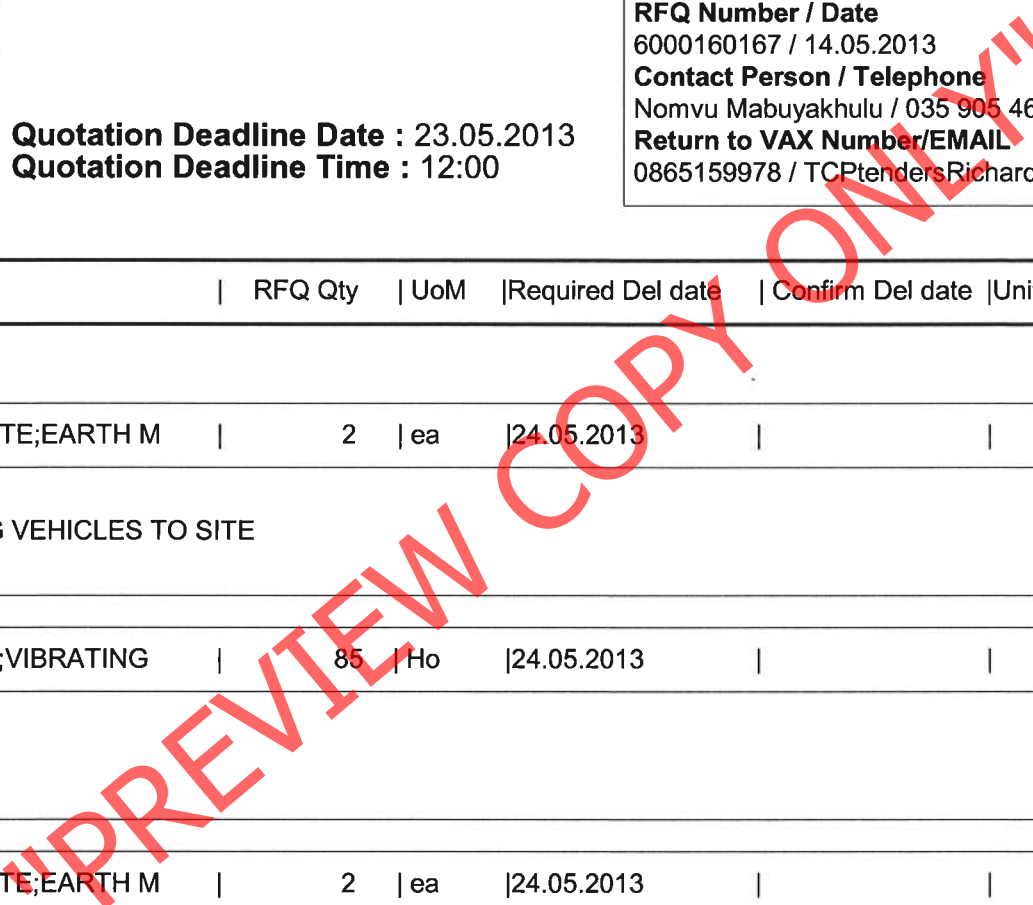 RFQ Number / Date
6000160167 / 14.05.2013
Contact Person / Telephone
Nomvu Mabuyakhulu / 035 905 46
Return to VAX Number/EMAIL
0865159978 / TCPtendersRichard
Quotation Deadline Date : 23.05.2013
Quotation Deadline Time : 12:00
| RFQ Qty | UoM |Required Del date | Confirm Del date |Uni
TE;EARTH M | 2 | ea |24.05.2013 | |
G VEHICLES TO SITE
;VIBRATING | 85 | Ho |24.05.2013 | |
TE;EARTH M | 2 | ea |24.05.2013 | |
"PREVIEW COPY ONLY"